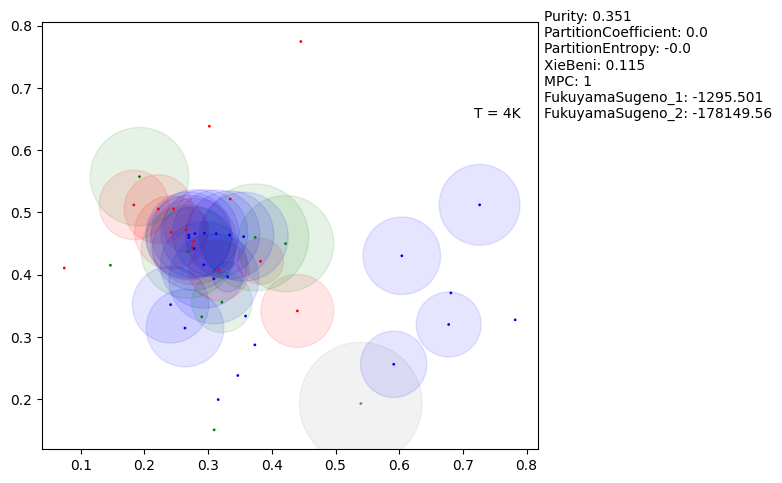 Purity: 0.351
PartitionCoefficient: 0.0
PartitionEntropy: -0.0
XieBeni: 0.115
MPC: 1
FukuyamaSugeno_1: -1295.501
FukuyamaSugeno_2: -178149.56
T = 4K
0.8
0.7
0.6
0.5
0.4
0.3
0.2
0.1 0.2 0.3 0.4 0.5 0.6 0.7 0.8